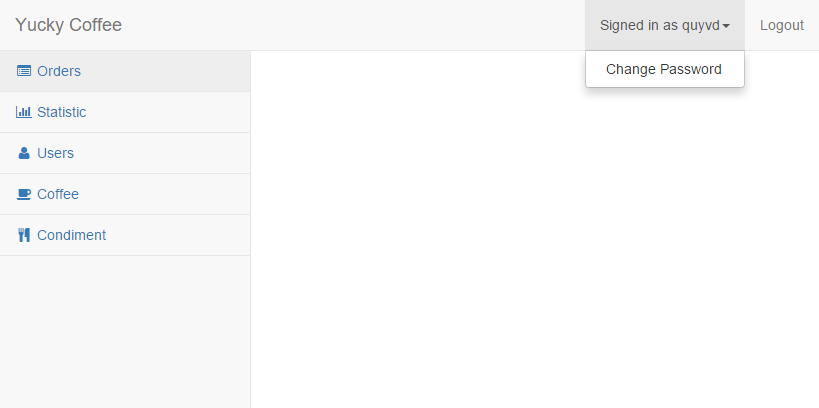 Yucky Coffee
Signed in as quyvd
Logout
Change Password
Orders
Statistic
Users
Coffee
Condiment